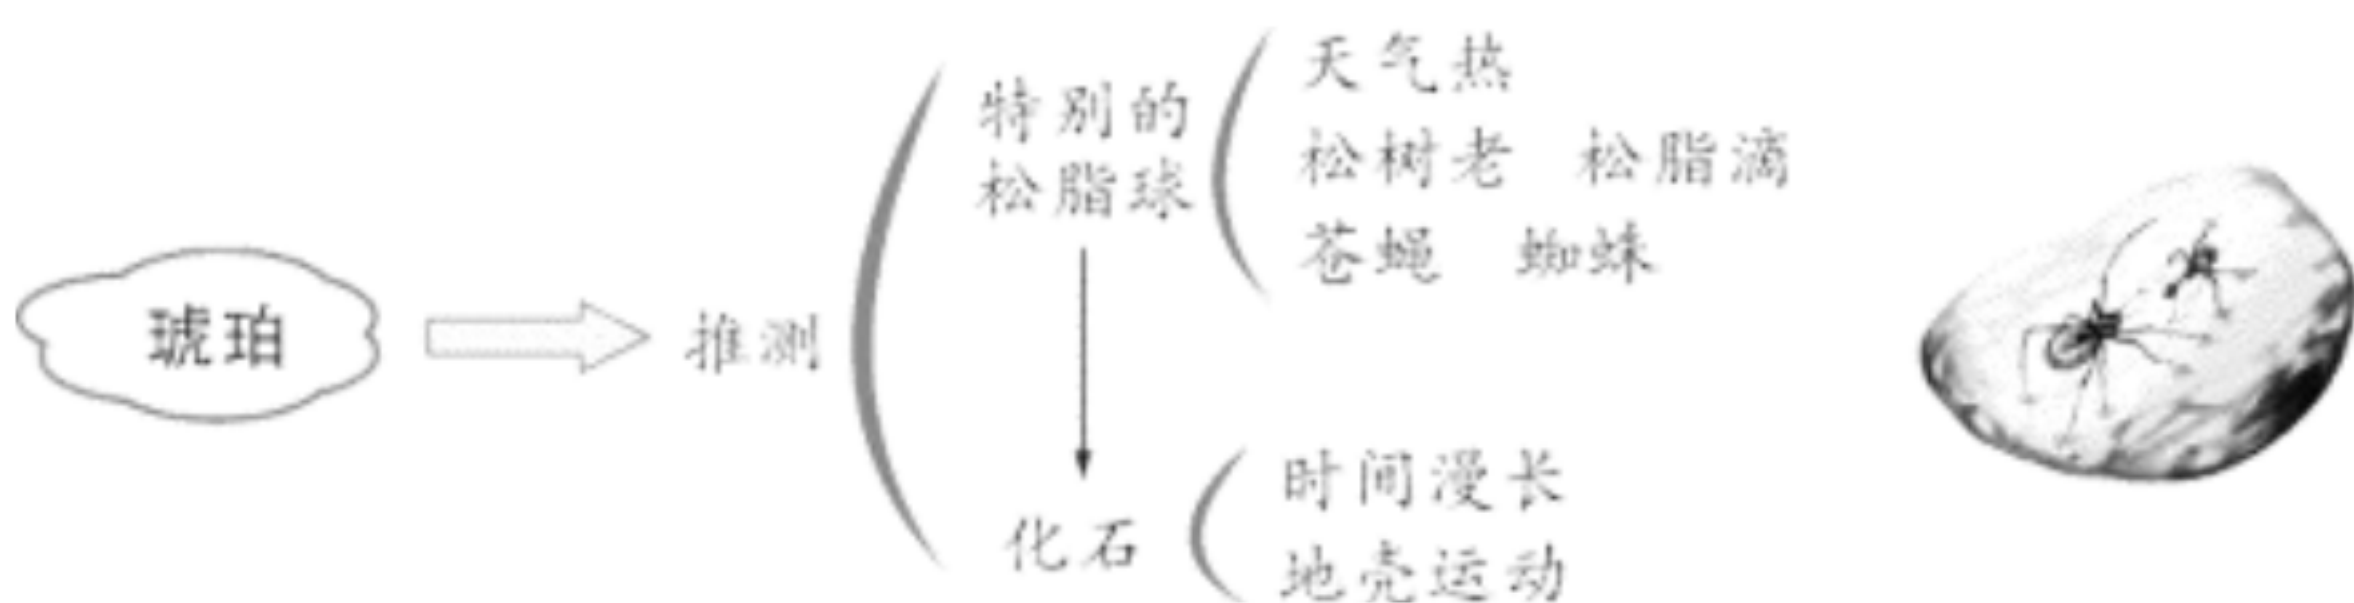 琥珀
推测
特别的
松脂球
天气热
松树老 松脂滴
苍蝇 蜘蛛
化石
时间漫长
地壳运动